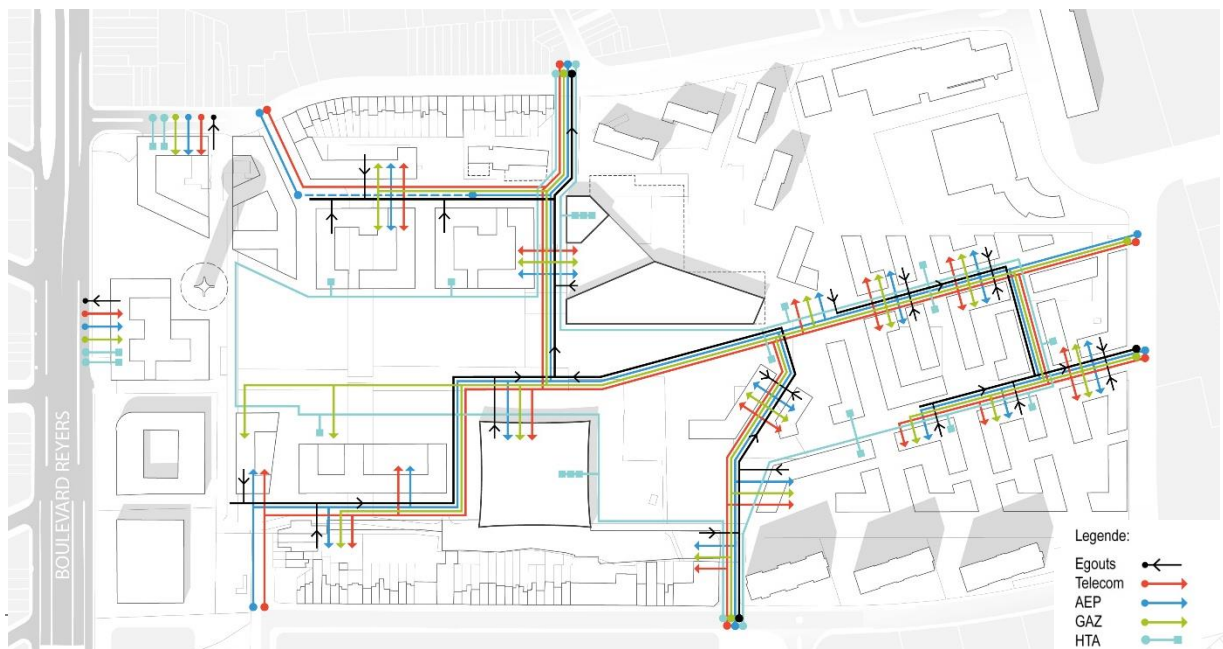 BOULEVARD REYERS
Legende:
Egouts
Telecom
AEP
GAZ
HTA